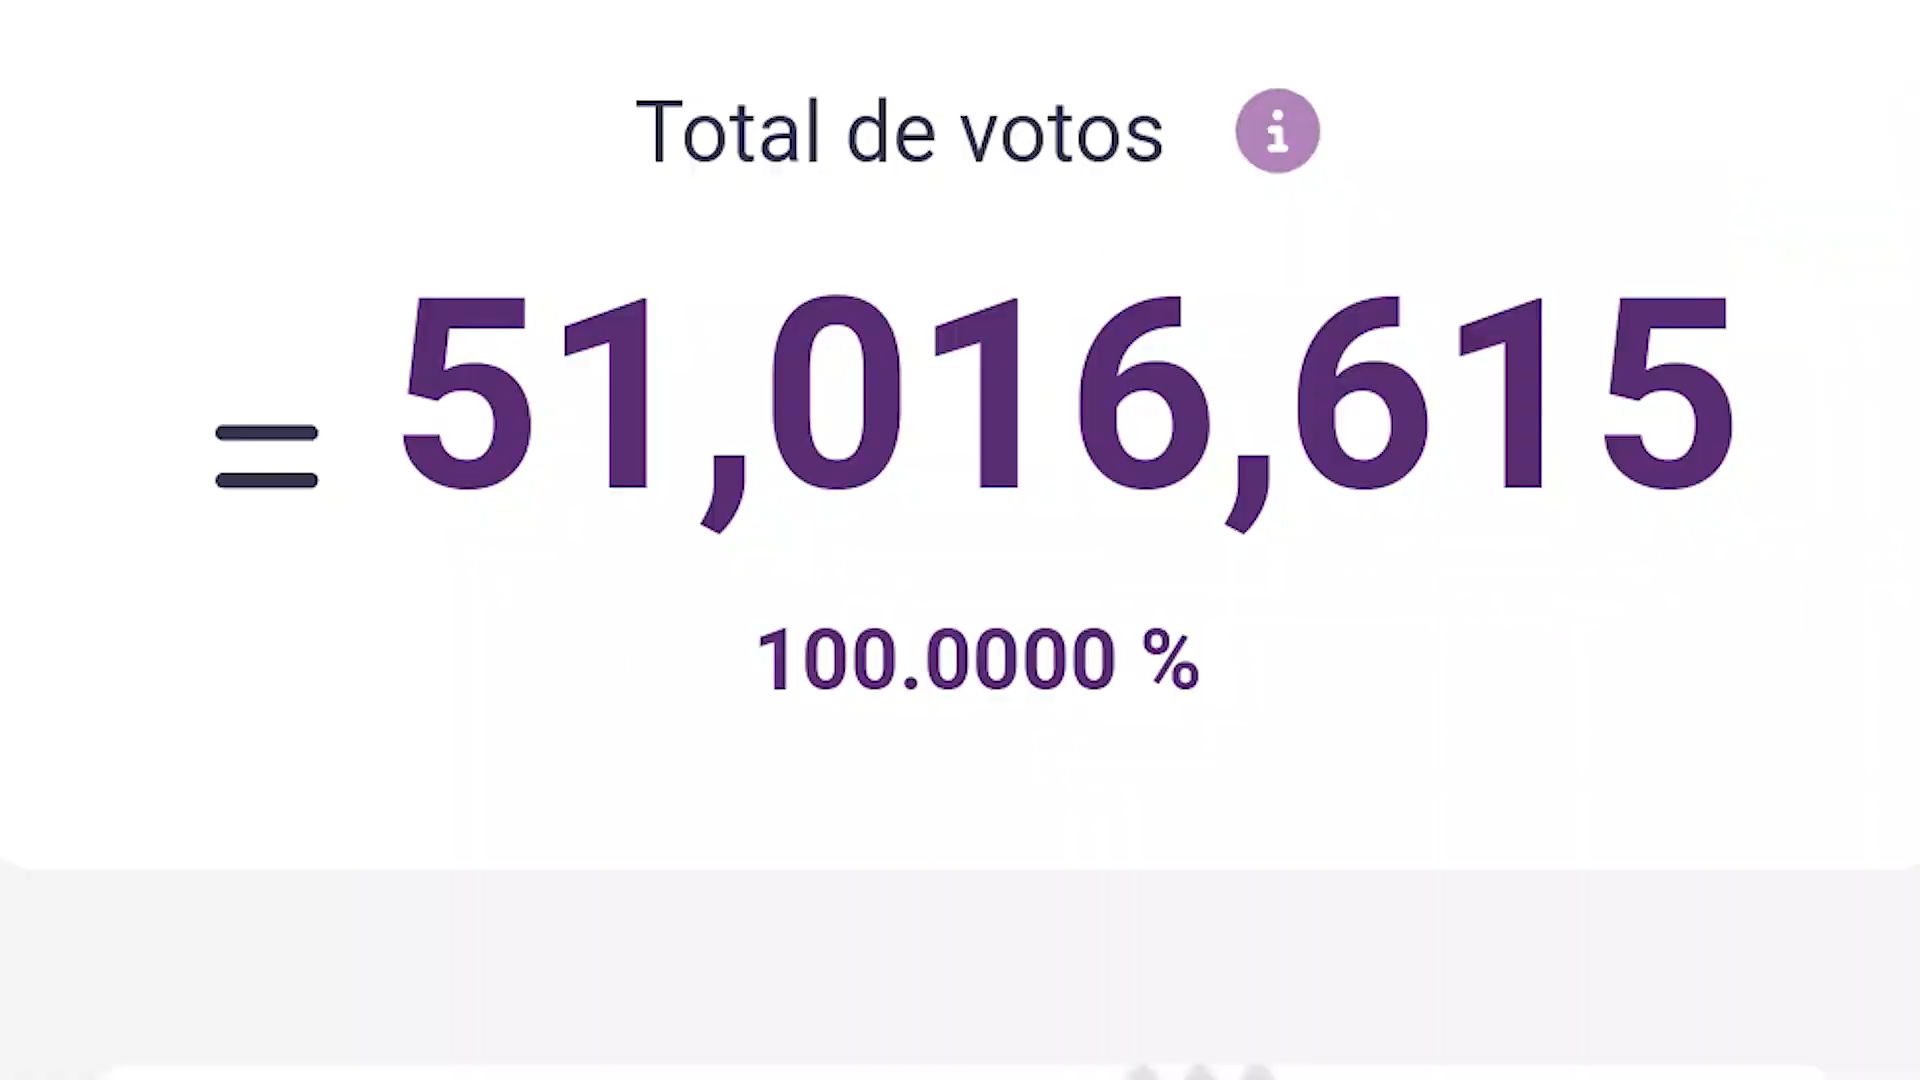 Total de votos
= 51,016,615
100.0000 %